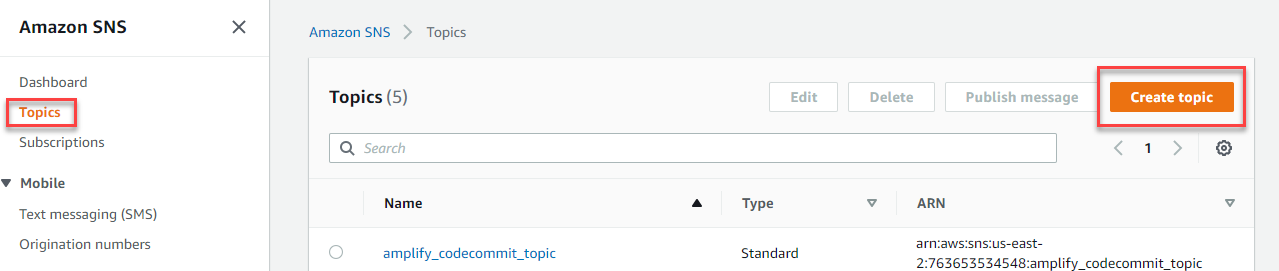 Amazon SNS
Dashboard
Topics
Subscriptions
Mobile
Text messaging (SMS)
Origination numbers
Amazon SNS > Topics
Topics (5)
Edit
Delete
Publish message
Create topic
Search
1
Name
Type
ARN
amplify_codecommit_topic
Standard
arn:aws:sns:us-east-
2:763653534548:amplify_codecommit_topic